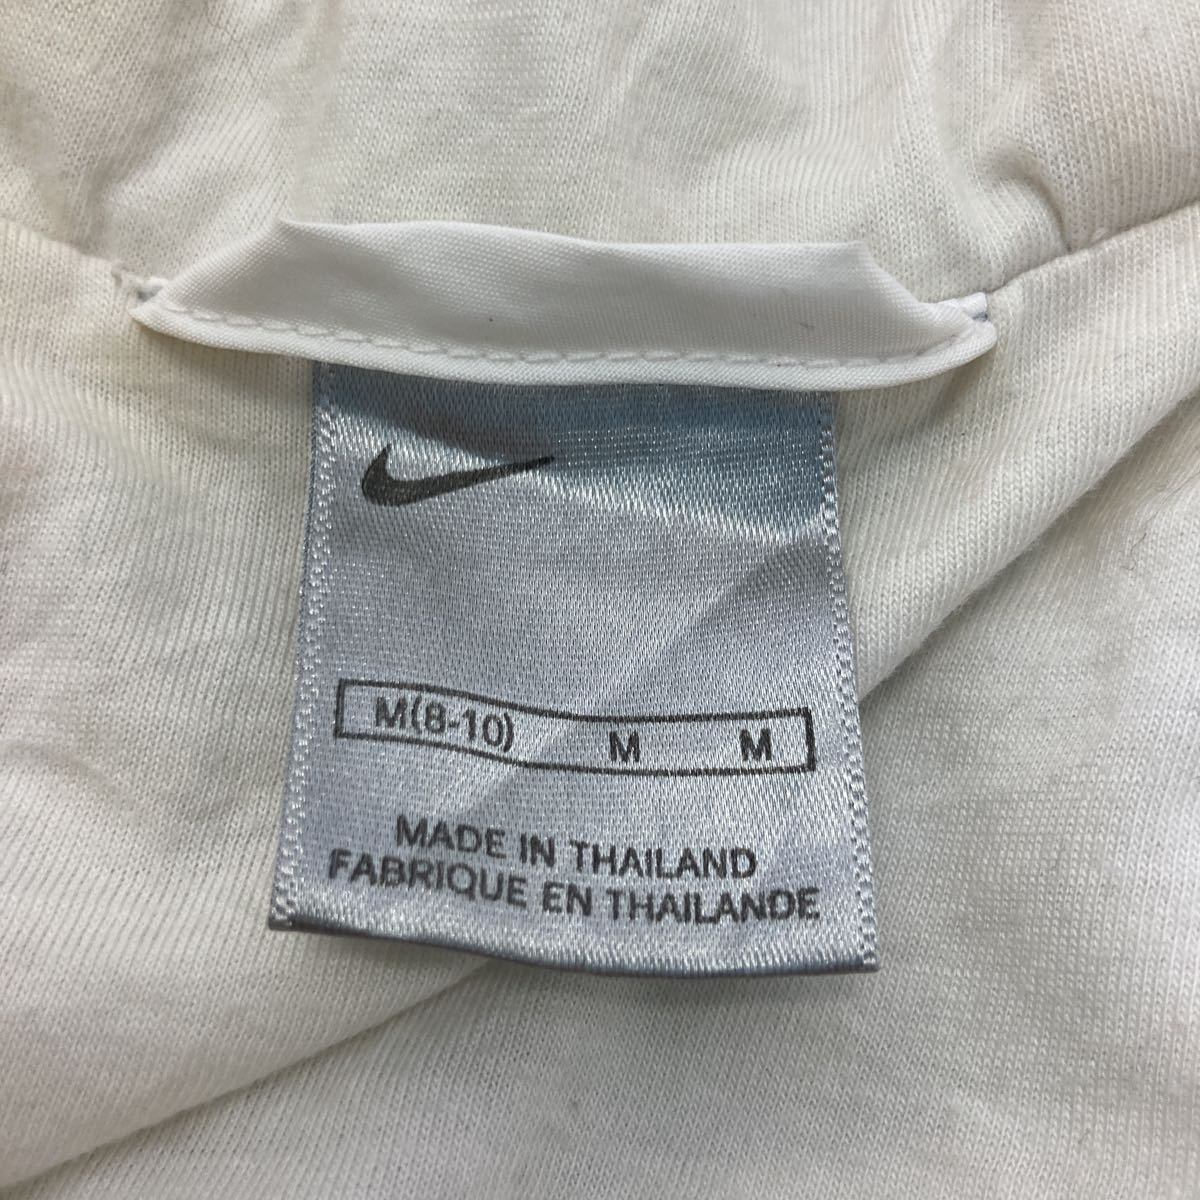 M(8-10) M M
MADE IN THAILAND
FABRIQUE EN THAILANDE